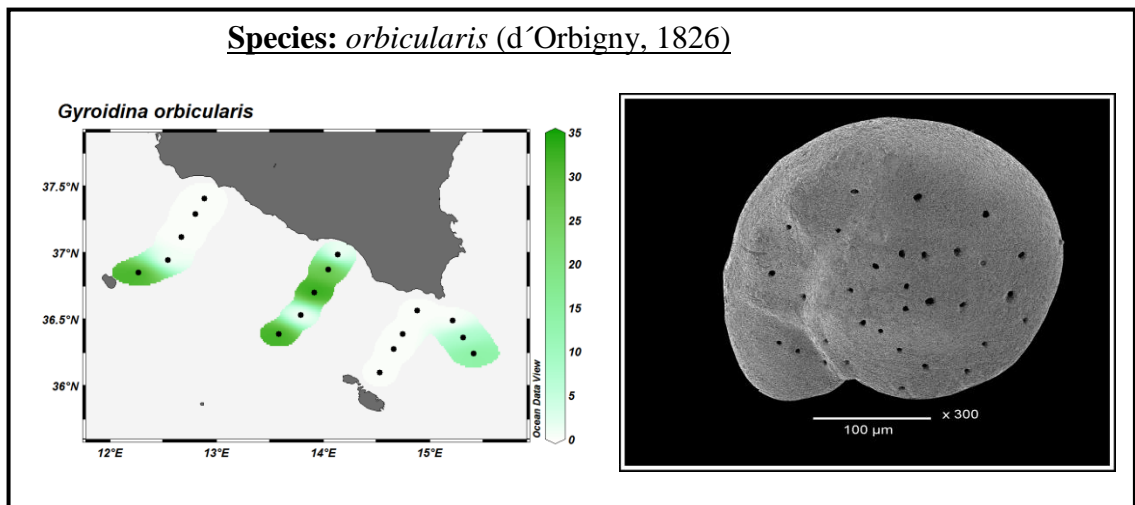 Species: orbicularis (d´Orbigny, 1826)
Gyroidina orbicularis
37.5°N
37°N
36.5°N
36°N
12°E
13°E
14°E
15°E
35
30
25
20
15
10
5
0
Ocean Data View
x 300
100 µm